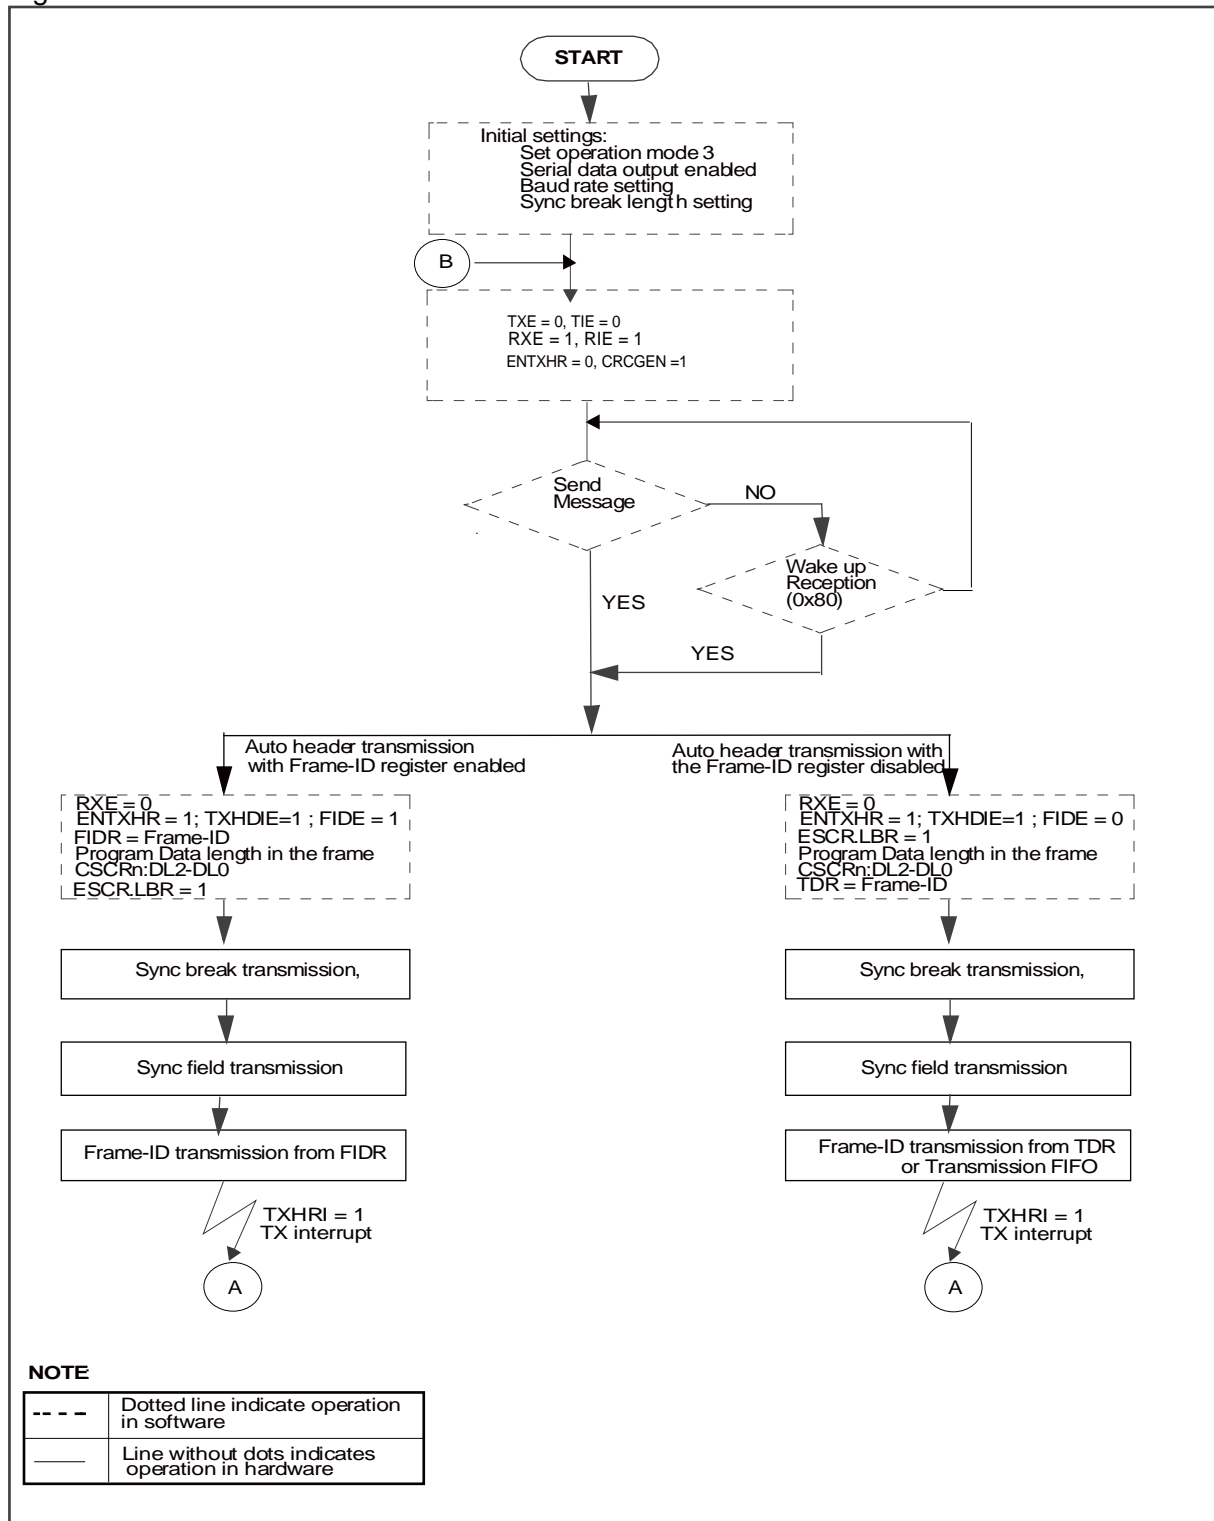 START
Initial settings:
Set operation mode 3
Serial data output enabled
Baud rate setting
Sync break length setting
B
TXE = 0, TIE = 0
RXE = 1, RIE = 1
ENTXHR = 0, CRCGEN =1
Send
Message
NO
Wake up
Reception
(0x80)
YES
YES
Auto header transmission
with Frame-ID register enabled
Auto header transmission with
the Frame-ID register disabled
RXE = 0
ENTXHR = 1; TXHDIE=1 ; FIDE = 1
FIDR = Frame-ID
Program Data length in the frame
CSCRn:DL2-DL0
ESCR.LBR = 1
RXE = 0
ENTXHR = 1; TXHDIE=1 ; FIDE = 0
ESCR.LBR = 1
Program Data length in the frame
CSCRn:DL2-DL0
TDR = Frame-ID
Sync break transmission,
Sync break transmission,
Sync field transmission
Sync field transmission
Frame-ID transmission from FIDR
Frame-ID transmission from TDR
or Transmission FIFO
TXHRI = 1
TX interrupt
TXHRI = 1
TX interrupt
A
A
NOTE
Dotted line indicate operation
in software
Line without dots indicates
operation in hardware